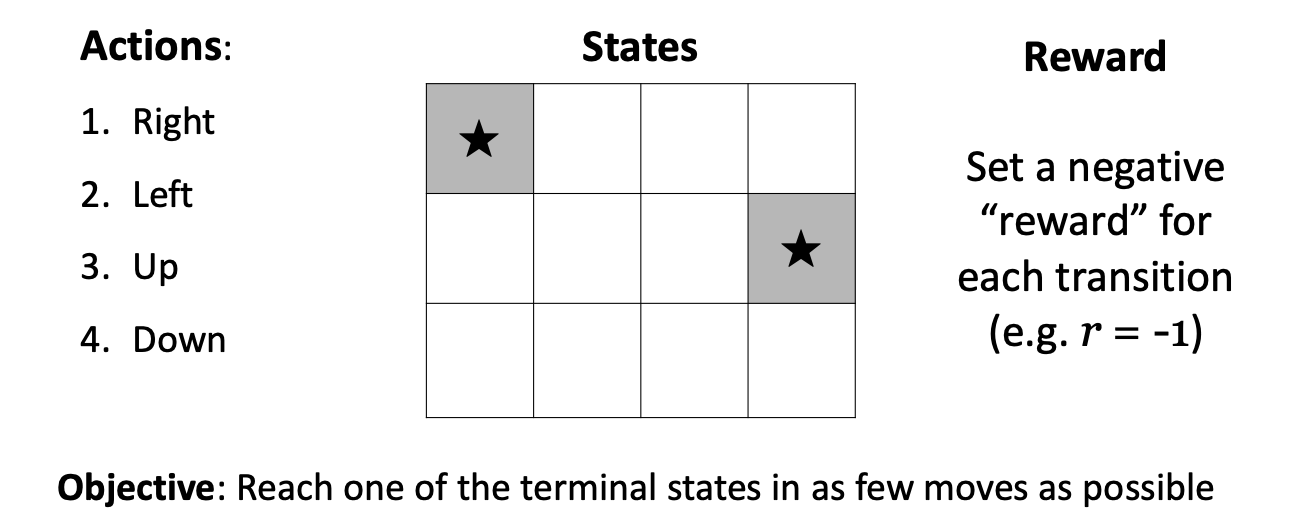 Actions:
1. Right
2. Left
3. Up
4. Down
States
Reward
Set a negative
“reward” for
each transition
(e.g. r = -1)
Objective: Reach one of the terminal states in as few moves as possible